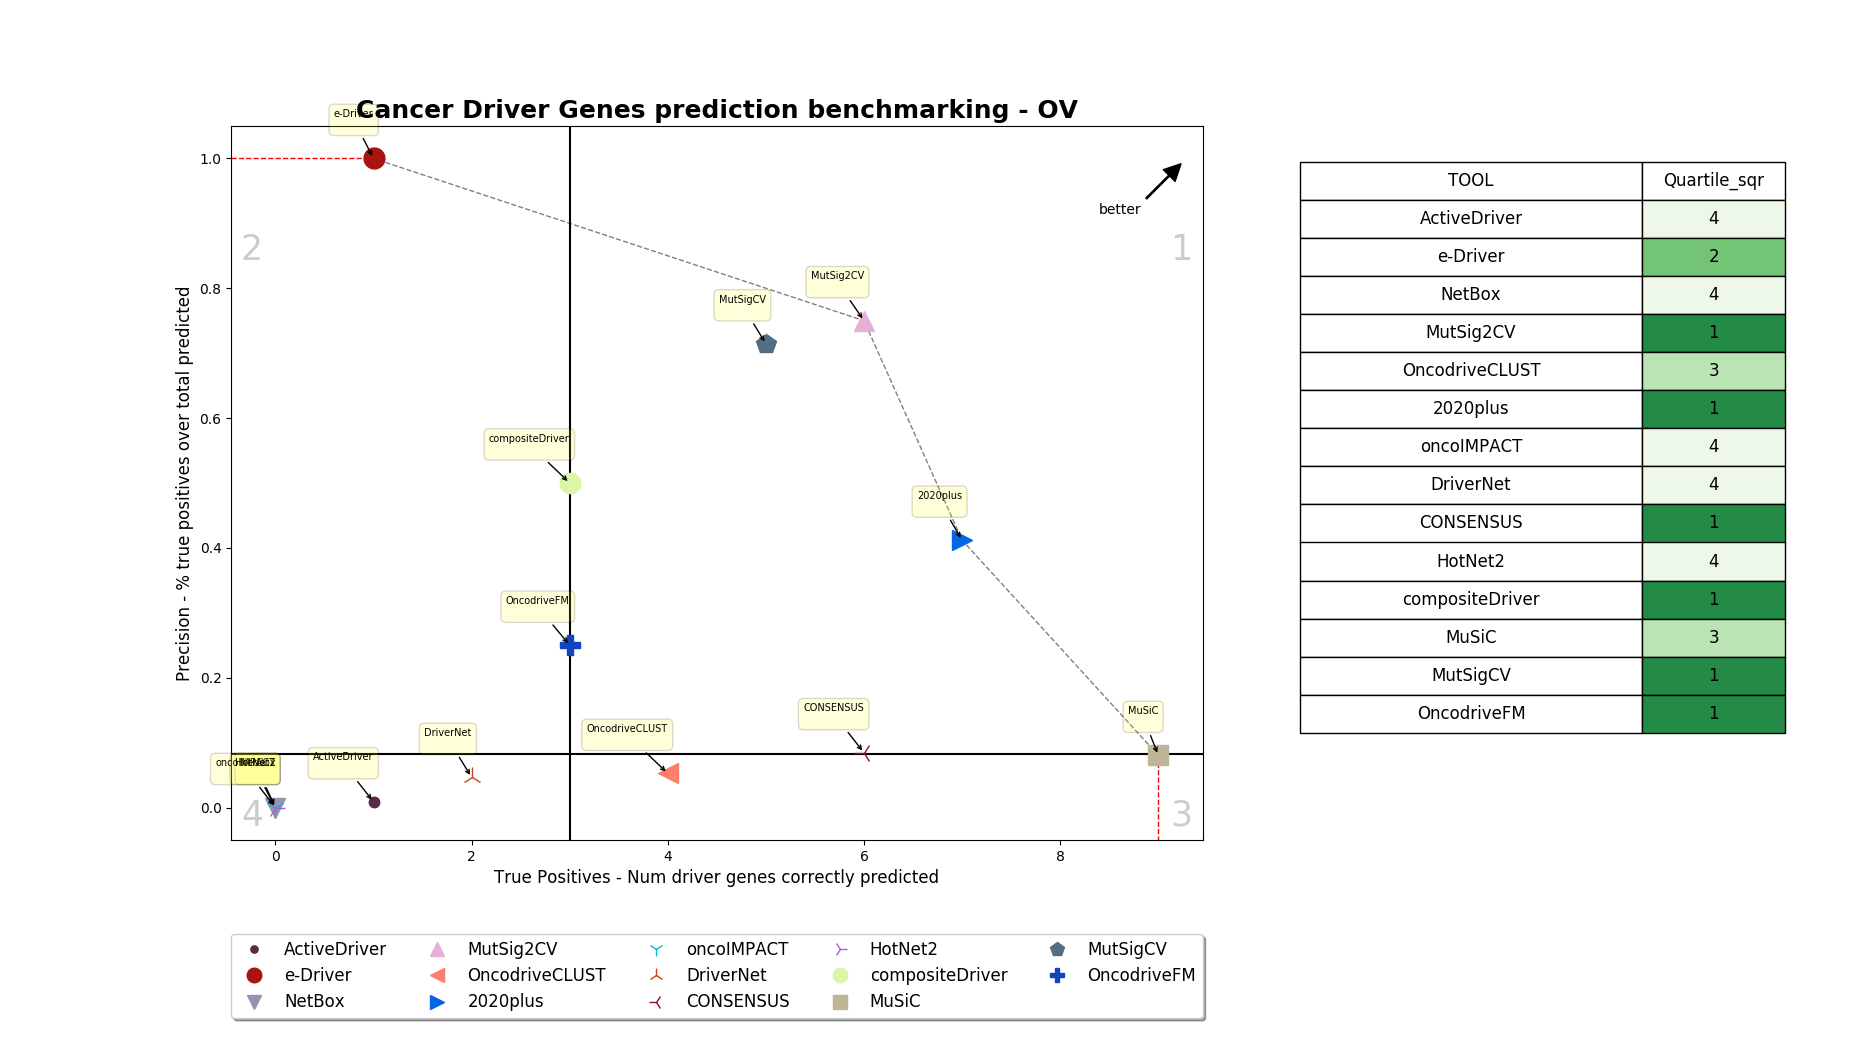 Cancer Driver Genes prediction benchmarking - OV
e-Driver
better
2
1
MutSig2CV
MutSigCV
compositeDriver
2020plus
OncodriveFM
CONSENSUS
MuSiC
DriverNet
OncodriveCLUST
ActiveDriver
HotNet2
4
3
1.0
0.8
0.6
0.4
0.2
0.0
Precision - % true positives over total predicted
0 2 4 6 8
True Positives - Num driver genes correctly predicted
ActiveDriver MutSig2CV oncoIMPACT HotNet2 MutSigCV
e-Driver OncodriveCLUST DriverNet compositeDriver OncodriveFM
NetBox 2020plus CONSENSUS MuSiC
TOOL Quartile_sqr
ActiveDriver 4
e-Driver 2
NetBox 4
MutSig2CV 1
OncodriveCLUST 3
2020plus 1
oncoIMPACT 4
DriverNet 4
CONSENSUS 1
HotNet2 4
compositeDriver 1
MuSiC 3
MutSigCV 1
OncodriveFM 1